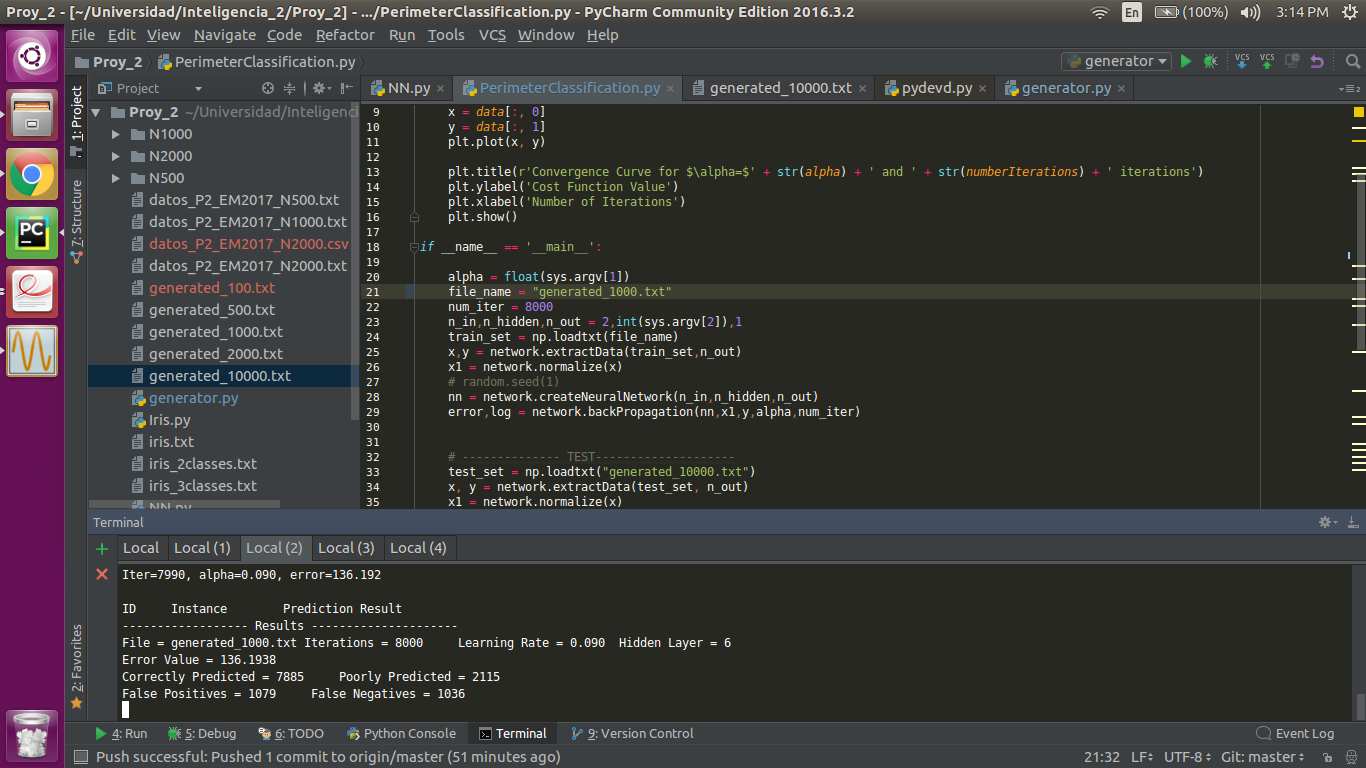 Proy_2 - [~/Universidad/Inteligencia_2/Proy_2] - .../PerimeterClassification.py - PyCharm Community Edition 2016.3.2
En (100%) 3:14 PM
File Edit View Navigate Code Refactor Run Tools VCS Window Help
Proy_2 PerimeterClassification.py generator VCS VCS
Project NN.py PerimeterClassification.py generated_10000.txt pydevd.py generator.py
1: Project
7: Structure
2: Favorites
Proy_2 ~/Universidad/Inteligenci
N1000
N2000
N500
datos_P2_EM2017_N500.txt
datos_P2_EM2017_N1000.txt
datos_P2_EM2017_N2000.csv
datos_P2_EM2017_N2000.txt
generated_100.txt
generated_500.txt
generated_1000.txt
generated_2000.txt
generated_10000.txt
generator.py
Iris.py
iris.txt
iris_2classes.txt
iris_3classes.txt
NN.py
9 x = data[:, 0]
10 y = data[:, 1]
11 plt.plot(x, y)
12
13 plt.title(r'Convergence Curve for $\alpha=$' + str(alpha) + ' and ' + str(numberIterations) + ' iterations')
14 plt.ylabel('Cost Function Value')
15 plt.xlabel('Number of Iterations')
16 plt.show()
17
18 if __name__ == '__main__':
19
20 alpha = float(sys.argv[1])
21 file_name = "generated_1000.txt"
22 num_iter = 8000
23 n_in,n_hidden,n_out = 2,int(sys.argv[2]),1
24 train_set = np.loadtxt(file_name)
25 x,y = network.extractData(train_set,n_out)
26 x1 = network.normalize(x)
27 # random.seed(1)
28 nn = network.createNeuralNetwork(n_in,n_hidden,n_out)
29 error,log = network.backPropagation(nn,x1,y,alpha,num_iter)
30
31
32 # -------------- TEST--------------------
33 test_set = np.loadtxt("generated_10000.txt")
34 x, y = network.extractData(test_set, n_out)
35 x1 = network.normalize(x)
Terminal
Local Local (1) Local (2) Local (3) Local (4)
Iter=7990, alpha=0.090, error=136.192
ID Instance Prediction Result
------------------ Results ---------------------
File = generated_1000.txt Iterations = 8000 Learning Rate = 0.090 Hidden Layer = 6
Error Value = 136.1938
Correctly Predicted = 7885 Poorly Predicted = 2115
False Positives = 1079 False Negatives = 1036
4: Run 5: Debug 6: TODO Python Console Terminal 9: Version Control Event Log
Push successful: Pushed 1 commit to origin/master (51 minutes ago) 21:32 LF UTF-8 Git: master
PC